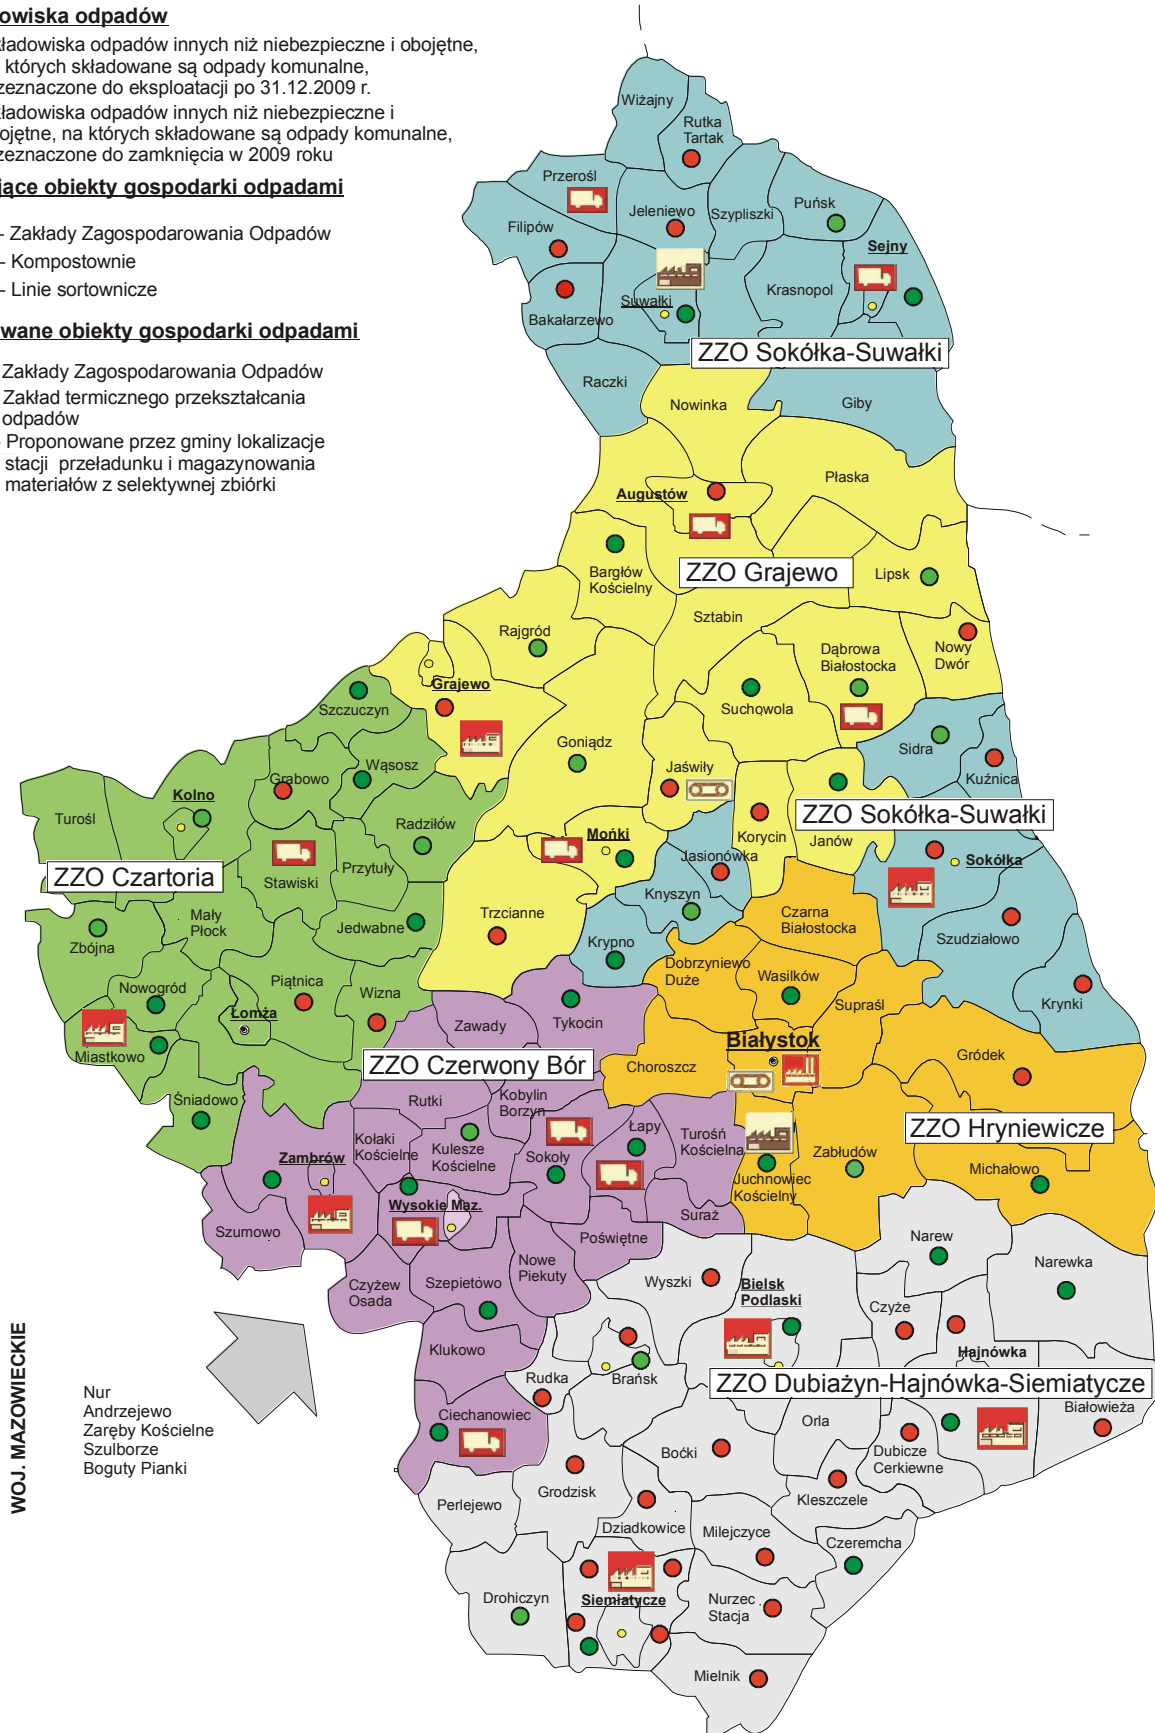 owiska odpadów
kładowiska odpadów innych niż niebezpieczne i obojętne,
których składowane są odpady komunalne,
zeznaczone do eksploatacji po 31.12.2009 r.
kładowiska odpadów innych niż niebezpieczne i
ojętne, na których składowane są odpady komunalne,
zeznaczone do zamknięcia w 2009 roku
jące obiekty gospodarki odpadami
- Zakłady Zagospodarowania Odpadów
- Kompostownie
- Linie sortownicze
wane obiekty gospodarki odpadami
Zakłady Zagospodarowania Odpadów
Zakład termicznego przekształcania
odpadów
Proponowane przez gminy lokalizacje
stacji przeładunku i magazynowania
materiałów z selektywnej zbiórki
Wiżajny
Rutka
Tartak
Przerośl
Jeleniewo
Szypliszki
Puńsk
Filipów
Sejny
Suwałki
Krasnopol
Bakałarzewo
ZZO Sokółka-Suwałki
Raczki
Nowinka
Giby
Płaska
Augustów
Bargłów
Kościelny
ZZO Grajewo
Lipsk
Sztabin
Rajgród
Dąbrowa
Białostocka
Nowy
Dwór
Grajewo
Szczuczyn
Suchowola
Goniądz
Sidra
Wąsosz
Jaświły
Kuźnica
Grabowo
Kolno
Turośl
Radziłów
ZZO Sokółka-Suwałki
Mońki
Korycin
Janów
Jasionówka
Sokółka
ZZO Czartoria
Stawiski
Przytuły
Knyszyn
Mały
Płock
Trzcianne
Czarna
Białostocka
Zbójna
Jedwabne
Krypno
Szudziałowo
Dobrzyniewo
Duże
Wasilków
Nowogród
Piątnica
Wizna
Supraśl
Krynki
Łomża
Zawady
Tykocin
Miastkowo
Białystok
ZZO Czerwony Bór
Choroszcz
Gródek
Śniadowo
Rutki
Kobylin
Borzyn
Łapy
Turośń
Kościelna
ZZO Hryniewicze
Kołaki
Kościelne
Kulesze
Kościelne
Sokoły
Zambrów
Zabłudów
Michałowo
Juchnowiec
Kościelny
Wysokie Maz.
Suraż
Szumowo
Poświętne
Narew
Narewka
Nowe
Piekuty
Czyżew
Osada
Szepietówo
Wyszki
Bielsk
Podlaski
Czyże
Klukowo
Hajnówka
Rudka
Brańsk
ZZO Dubiażyn-Hajnówka-Siemiatycze
Białowieża
Ciechanowiec
Orla
Boćki
Dubicze
Cerkiewne
Grodzisk
Kleszczele
Perlejewo
Dziadkowice
Milejczyce
Czeremcha
Drohiczyn
Siemiatycze
Nurzec
Stacja
Mielnik
WOJ. MAZOWIECKIE
Nur
Andrzejewo
Zaręby Kościelne
Szulborze
Boguty Pianki